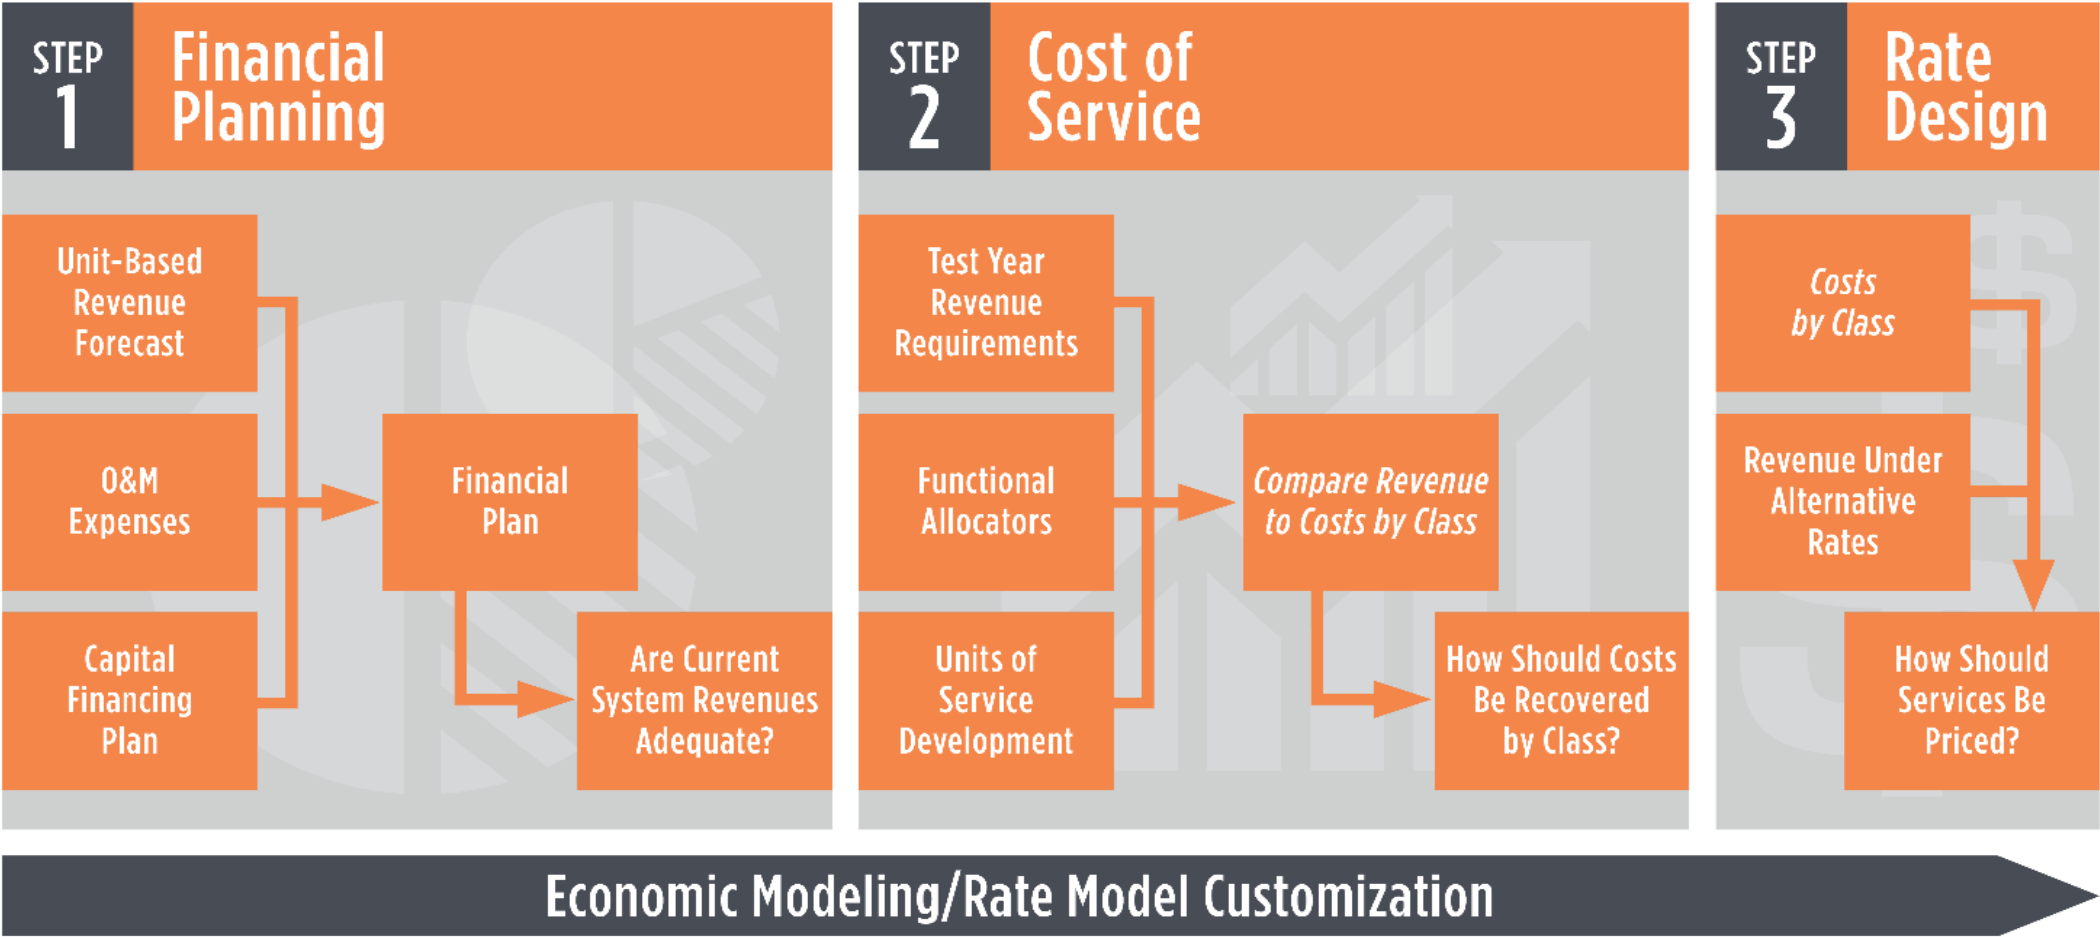 STEP
1
Financial
Planning
Unit-Based
Revenue
Forecast
O&M
Expenses
Capital
Financing
Plan
Financial
Plan
Are Current
System Revenues
Adequate?
STEP
2
Cost of
Service
Test Year
Revenue
Requirements
Functional
Allocators
Units of
Service
Development
Compare Revenue
to Costs by Class
How Should Costs
Be Recovered
by Class?
STEP
3
Rate
Design
Costs
by Class
Revenue Under
Alternative
Rates
How Should
Services Be
Priced?
Economic Modeling/Rate Model Customization